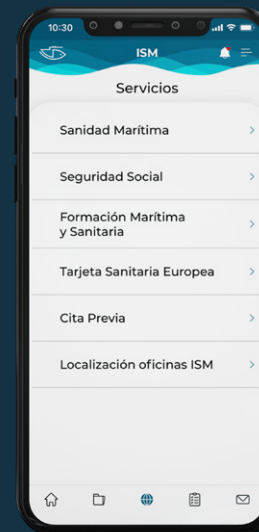 10:30
ISM
Servicios
Sanidad Marítima
Seguridad Social
Formación Marítima
y Sanitaria
Tarjeta Sanitaria Europea
Cita Previa
Localización oficinas ISM